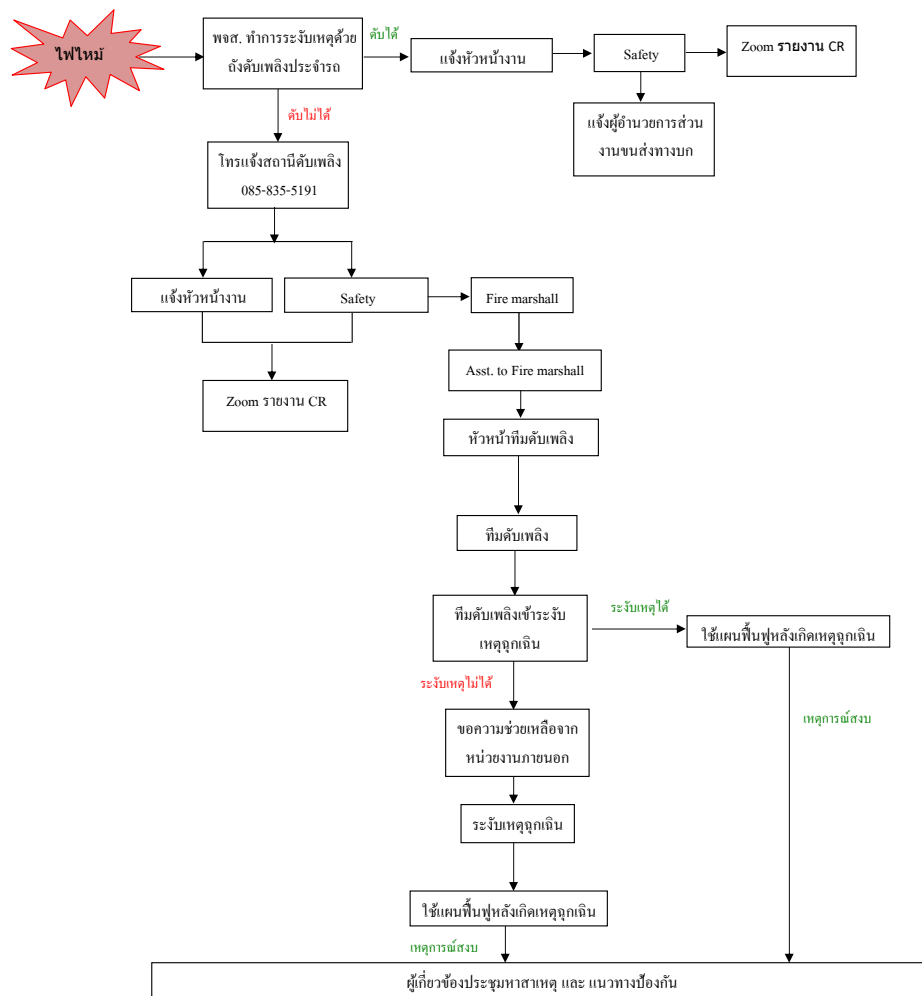 ไฟไหม้
พจส. ทำการระงับเหตุด้วย
ถังดับเพลิงประจำรถ
ดับได้
แจ้งหัวหน้างาน
Safety
Zoom รายงาน CR
แจ้งผู้อำนวยการส่วน
งานขนส่งทางบก
ดับไม่ได้
โทรแจ้งสถานีดับเพลิง
085-835-5191
แจ้งหัวหน้างาน
Safety
Fire marshall
Zoom รายงาน CR
Asst. to Fire marshall
หัวหน้าทีมดับเพลิง
ทีมดับเพลิง
ทีมดับเพลิงเข้าระงับ
เหตุฉุกเฉิน
ระงับเหตุได้
ใช้แผนฟื้นฟูหลังเกิดเหตุฉุกเฉิน
ระงับเหตุไม่ได้
เหตุการณ์สงบ
ขอความช่วยเหลือจาก
หน่วยงานภายนอก
ระงับเหตุฉุกเฉิน
ใช้แผนฟื้นฟูหลังเกิดเหตุฉุกเฉิน
เหตุการณ์สงบ
ผู้เกี่ยวข้องประชุมหาสาเหตุ และ แนวทางป้องกัน